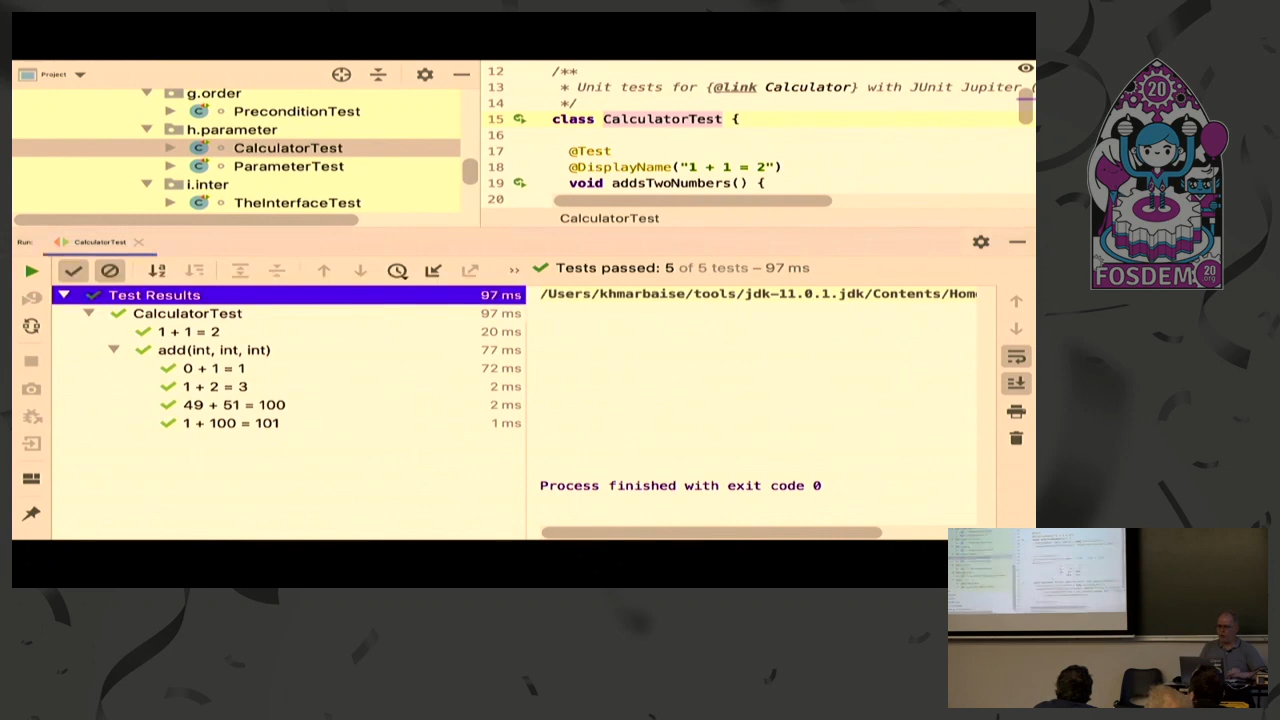 Project
g.order
PreconditionTest
h.parameter
CalculatorTest
ParameterTest
i.inter
TheInterfaceTest
12 /**
13 * Unit tests for {@link Calculator} with JUnit Jupiter (
14 */
15 class CalculatorTest {
16
17 @Test
18 @DisplayName("1 + 1 = 2")
19 void addsTwoNumbers() {
20
CalculatorTest
Run: CalculatorTest
Tests passed: 5 of 5 tests – 97 ms
Test Results 97 ms
CalculatorTest 97 ms
1 + 1 = 2 20 ms
add(int, int, int) 77 ms
0 + 1 = 1 72 ms
1 + 2 = 3 2 ms
49 + 51 = 100 2 ms
1 + 100 = 101 1 ms
/Users/khmarbaise/tools/jdk-11.0.1.jdk/Contents/Hom
Process finished with exit code 0
20
FOSDEM
20
.org